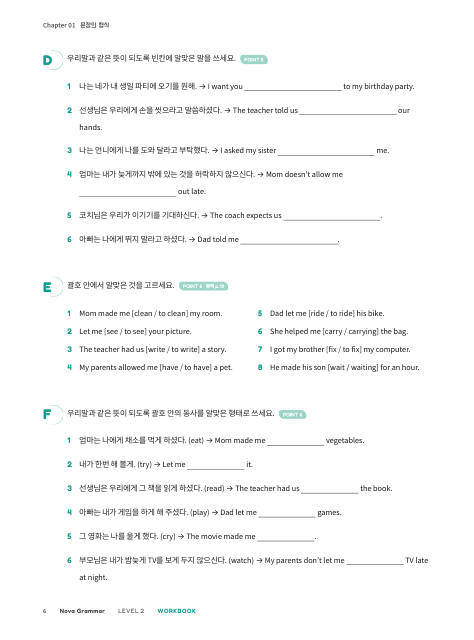 Chapter 01 문장의 형식
D 우리말과 같은 뜻이 되도록 빈칸에 알맞은 말을 쓰세요. POINT 5
1 나는 네가 내 생일 파티에 오기를 원해. → I want you ____________ to my birthday party.
2 선생님은 우리에게 손을 씻으라고 말씀하셨다. → The teacher told us ____________ our
hands.
3 나는 언니에게 나를 도와 달라고 부탁했다. → I asked my sister ____________ me.
4 엄마는 내가 늦게까지 밖에 있는 것을 허락하지 않으신다. → Mom doesn't allow me
____________ out late.
5 코치님은 우리가 이기기를 기대하신다. → The coach expects us ____________.
6 아빠는 나에게 뛰지 말라고 하셨다. → Dad told me ____________.
E 괄호 안에서 알맞은 것을 고르세요. POINT 6
1 Mom made me [clean / to clean] my room.
2 Let me [see / to see] your picture.
3 The teacher had us [write / to write] a story.
4 My parents allowed me [have / to have] a pet.
5 Dad let me [ride / to ride] his bike.
6 She helped me [carry / carrying] the bag.
7 I got my brother [fix / to fix] my computer.
8 He made his son [wait / waiting] for an hour.
F 우리말과 같은 뜻이 되도록 괄호 안의 동사를 알맞은 형태로 쓰세요. POINT 6
1 엄마는 나에게 채소를 먹게 하셨다. (eat) → Mom made me ____________ vegetables.
2 내가 한번 해 볼게. (try) → Let me ____________ it.
3 선생님은 우리에게 그 책을 읽게 하셨다. (read) → The teacher had us ____________ the book.
4 아빠는 내가 게임을 하게 해 주셨다. (play) → Dad let me ____________ games.
5 그 영화는 나를 울게 했다. (cry) → The movie made me ____________.
6 부모님은 내가 밤늦게 TV를 보게 두지 않으신다. (watch) → My parents don't let me ____________ TV late
at night.
6 Nova Grammar LEVEL 2 WORKBOOK